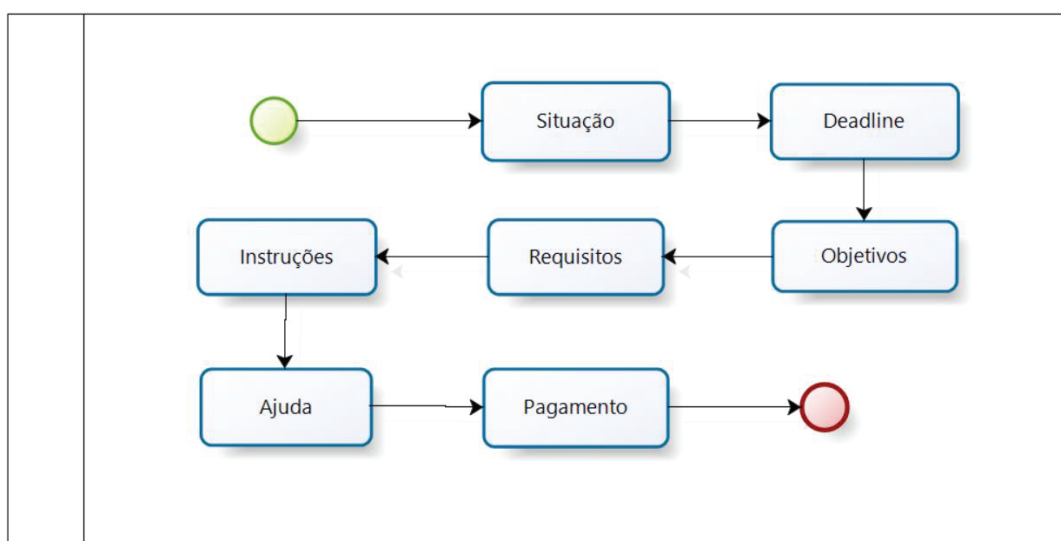 Situação
Deadline
Objetivos
Requisitos
Instruções
Ajuda
Pagamento